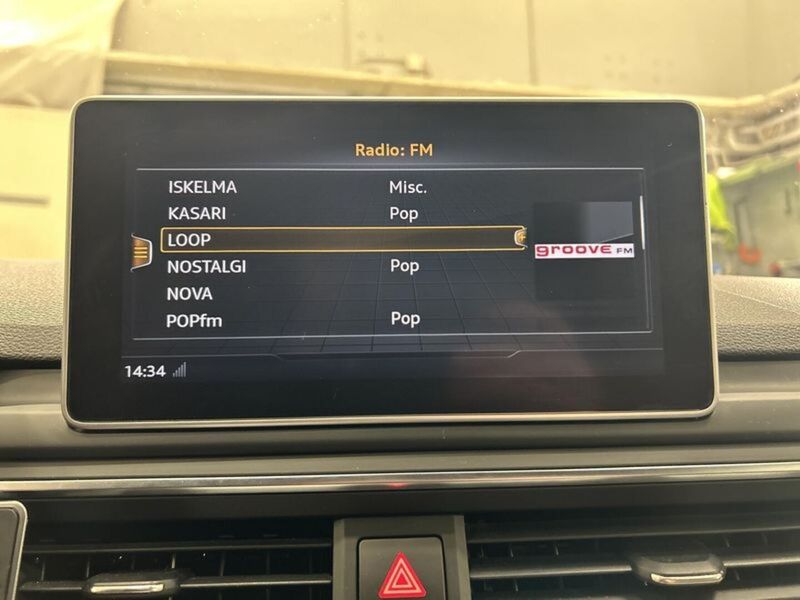 Radio: FM
ISKELMA Misc.
KASARI Pop
LOOP
groove FM
NOSTALGI Pop
NOVA
POPfm Pop
14:34